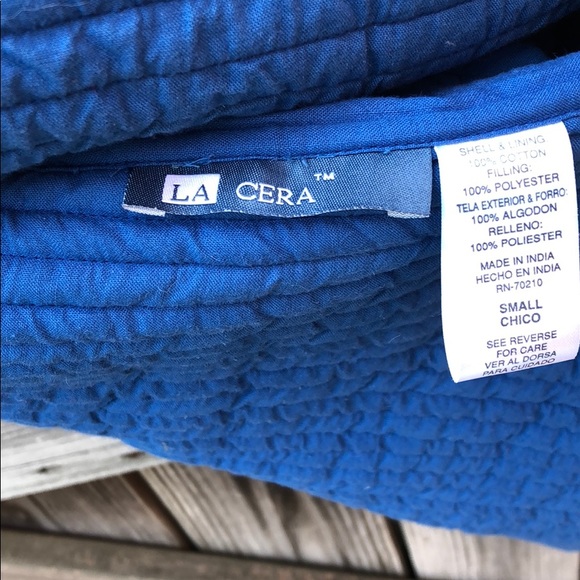 LA CERA™
SHELL & LINING
100% COTTON
FILLING:
100% POLYESTER
TELA EXTERIOR & FORRO:
100% ALGODON
RELLENO:
100% POLIESTER
MADE IN INDIA
HECHO EN INDIA
RN-70210
SMALL
CHICO
SEE REVERSE
FOR CARE
VER AL DORSA
PARA CUIDADO